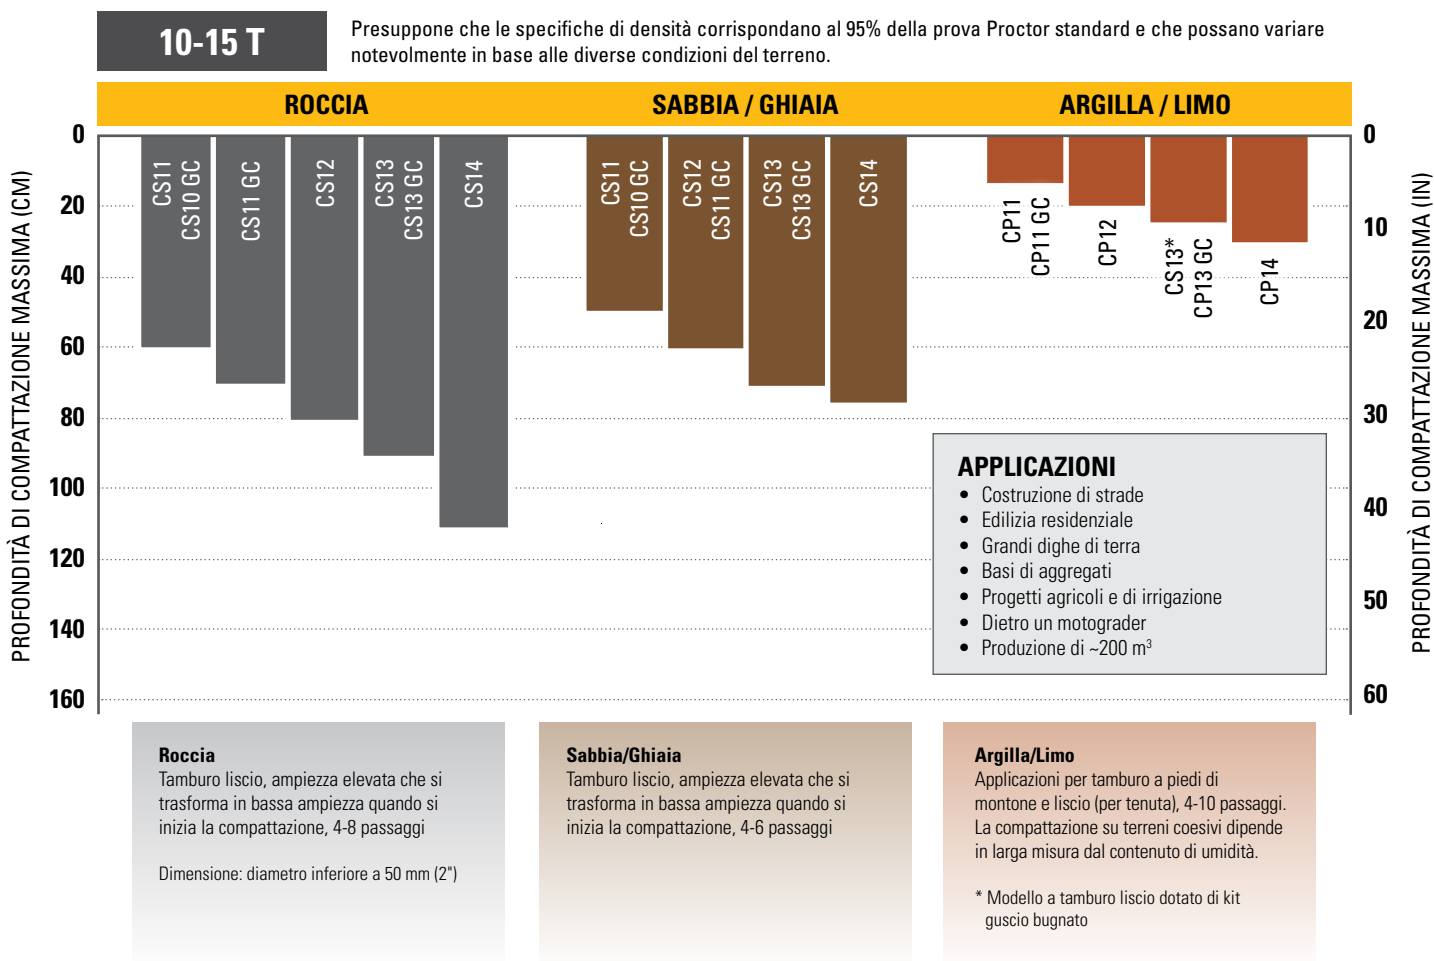 10-15 T
Presuppone che le specifiche di densità corrispondano al 95% della prova Proctor standard e che possano variare
notevolmente in base alle diverse condizioni del terreno.
ROCCIA
SABBIA / GHIAIA
ARGILLA / LIMO
PROFONDITÀ DI COMPATTAZIONE MASSIMA (CM)
0
20
40
60
80
100
120
140
160
CS11
CS10 GC
CS11 GC
CS12
CS13
CS13 GC
CS14
CS11
CS10 GC
CS12
CS11 GC
CS13
CS13 GC
CS14
CP11
CP11 GC
CP12
CS13*
CP13 GC
CP14
0
10
20
30
40
50
60
PROFONDITÀ DI COMPATTAZIONE MASSIMA (IN)
APPLICAZIONI
• Costruzione di strade
• Edilizia residenziale
• Grandi dighe di terra
• Basi di aggregati
• Progetti agricoli e di irrigazione
• Dietro un motograder
• Produzione di ~200 m³
Roccia
Tamburo liscio, ampiezza elevata che si
trasforma in bassa ampiezza quando si
inizia la compattazione, 4-8 passaggi
Dimensione: diametro inferiore a 50 mm (2")
Sabbia/Ghiaia
Tamburo liscio, ampiezza elevata che si
trasforma in bassa ampiezza quando si
inizia la compattazione, 4-6 passaggi
Argilla/Limo
Applicazioni per tamburo a piedi di
montone e liscio (per tenuta), 4-10 passaggi.
La compattazione su terreni coesivi dipende
in larga misura dal contenuto di umidità.
* Modello a tamburo liscio dotato di kit
guscio bugnato